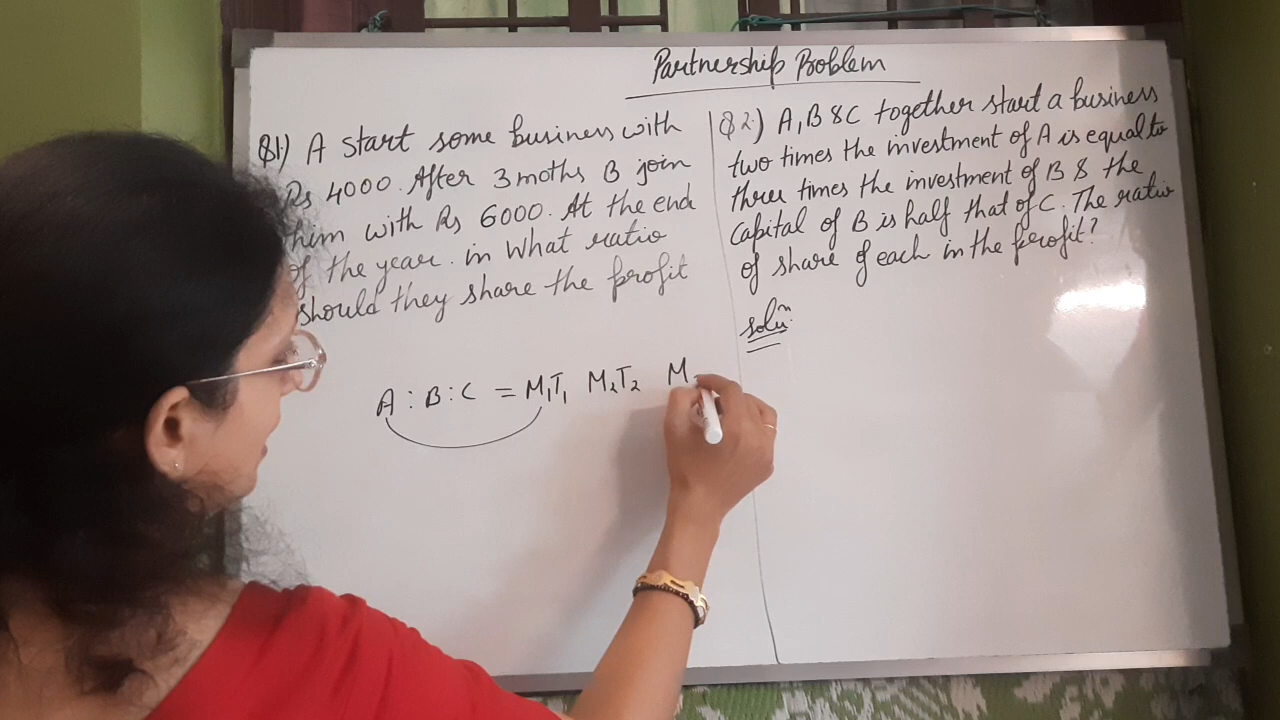 Partnership Problem
Q1) A start some business with
Rs 4000. After 3 moths B join
him with Rs 6000. At the end
of the year. in what ratio
should they share the profit
A : B : C = M₁T₁ M₂T₂ M
Q2.) A, B & C together start a business
two times the investment of A is equal to
three times the investment of B & the
capital of B is half that of C. The ratio
of share of each in the profit?
solⁿ.